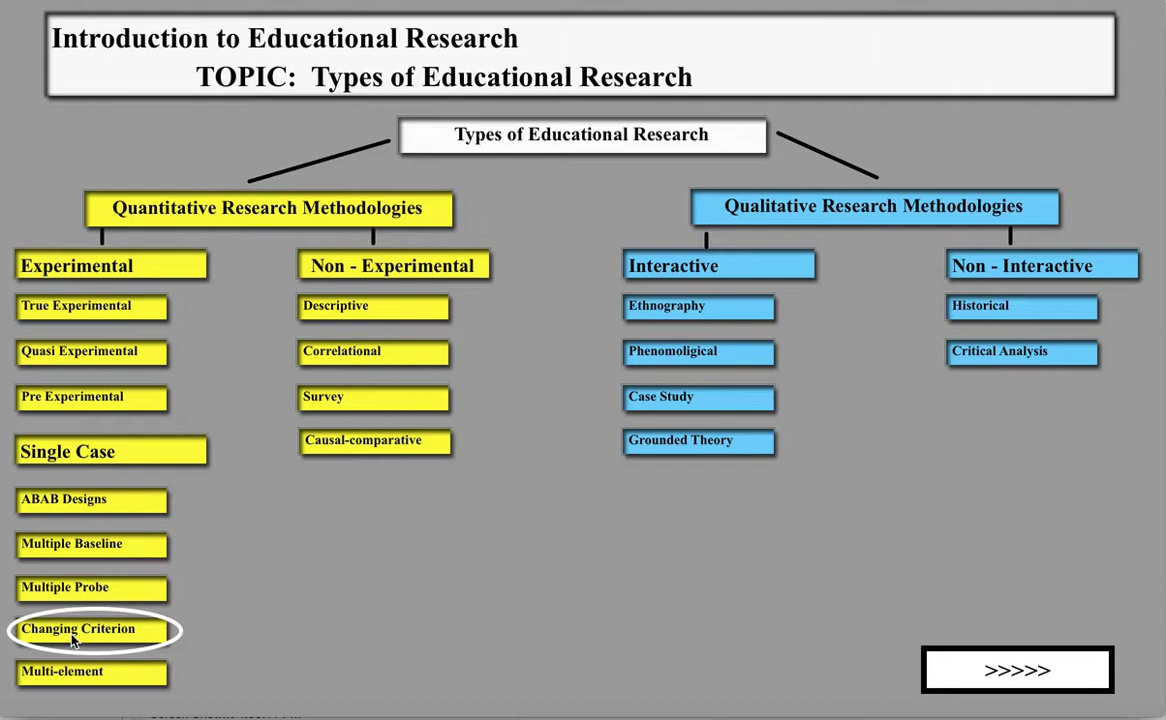 Introduction to Educational Research
TOPIC: Types of Educational Research
Types of Educational Research
Quantitative Research Methodologies
Qualitative Research Methodologies
Experimental
Non - Experimental
Interactive
Non - Interactive
True Experimental
Descriptive
Ethnography
Historical
Quasi Experimental
Correlational
Phenomoligical
Critical Analysis
Pre Experimental
Survey
Case Study
Single Case
Causal-comparative
Grounded Theory
ABAB Designs
Multiple Baseline
Multiple Probe
Changing Criterion
Multi-element
>>>>>